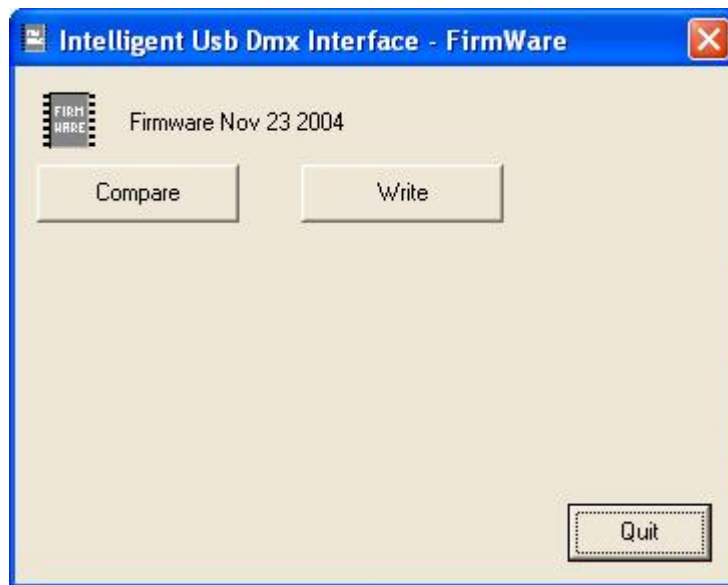 Intelligent Usb Dmx Interface - FirmWare
FIRM
WARE
Firmware Nov 23 2004
Compare
Write
Quit